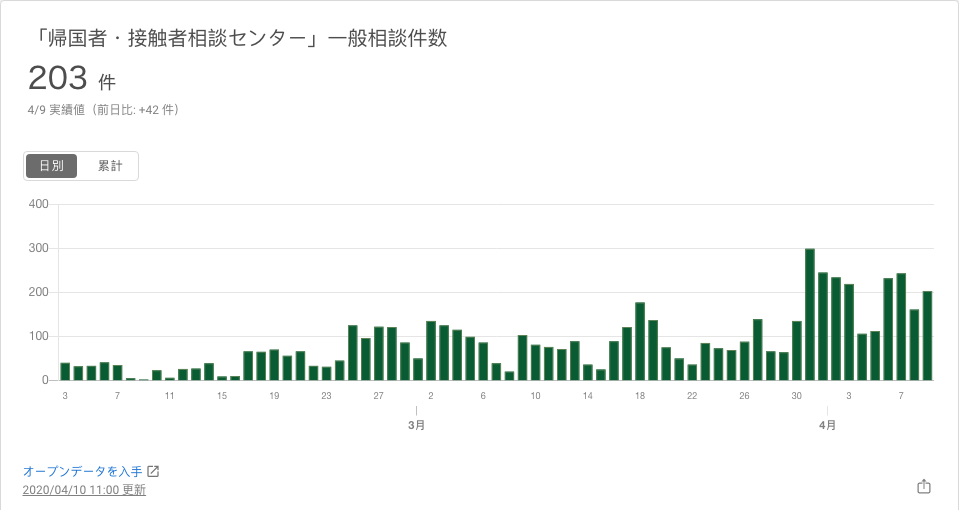 「帰国者・接触者相談センター」一般相談件数
203 件
4/9 実績値（前日比: +42 件）
日別 累計
400
300
200
100
0
3 7 11 15 19 23 27 2 6 10 14 18 22 26 30 3 7
3月 4月
オープンデータを入手
2020/04/10 11:00 更新